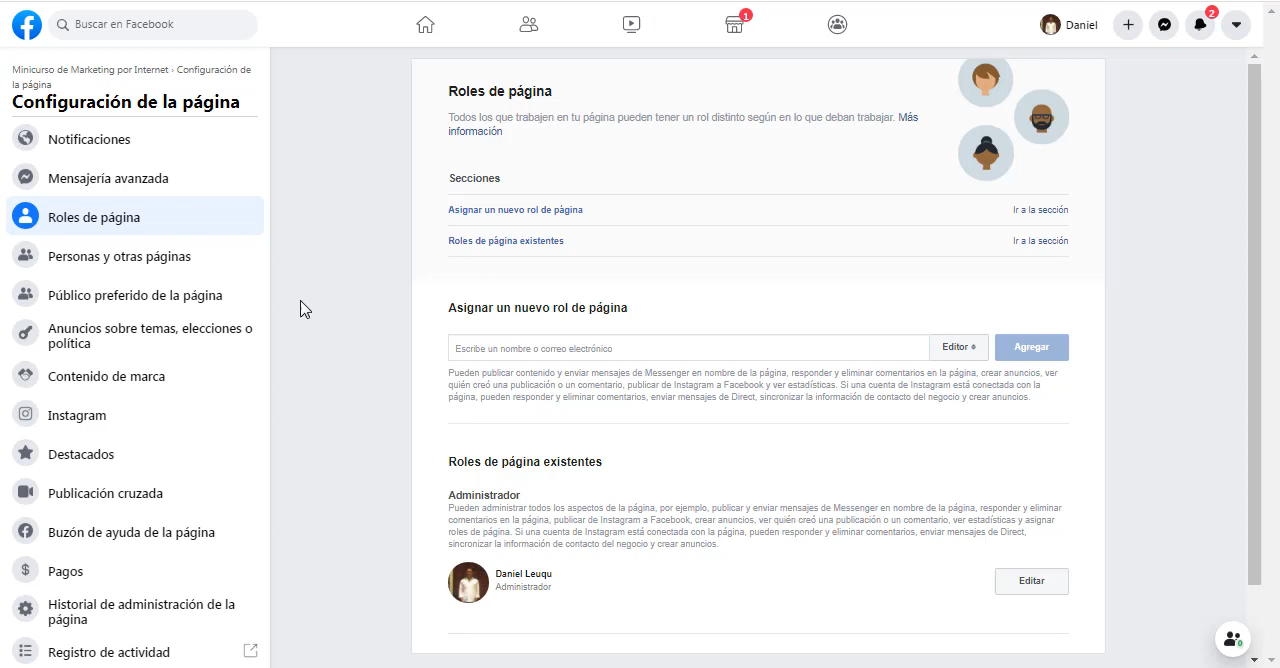 Buscar en Facebook
1
Daniel
2
Minicurso de Marketing por Internet › Configuración de
la página
Configuración de la página
Notificaciones
Mensajería avanzada
Roles de página
Personas y otras páginas
Público preferido de la página
Anuncios sobre temas, elecciones o
política
Contenido de marca
Instagram
Destacados
Publicación cruzada
Buzón de ayuda de la página
Pagos
Historial de administración de la
página
Registro de actividad
Roles de página
Todos los que trabajen en tu página pueden tener un rol distinto según en lo que deban trabajar. Más
información
Secciones
Asignar un nuevo rol de página Ir a la sección
Roles de página existentes Ir a la sección
Asignar un nuevo rol de página
Escribe un nombre o correo electrónico Editor Agregar
Pueden publicar contenido y enviar mensajes de Messenger en nombre de la página, responder y eliminar comentarios en la página, crear anuncios, ver
quién creó una publicación o un comentario, publicar de Instagram a Facebook y ver estadísticas. Si una cuenta de Instagram está conectada con la
página, pueden responder y eliminar comentarios, enviar mensajes de Direct, sincronizar la información de contacto del negocio y crear anuncios.
Roles de página existentes
Administrador
Pueden administrar todos los aspectos de la página, por ejemplo, publicar y enviar mensajes de Messenger en nombre de la página, responder y eliminar
comentarios en la página, publicar de Instagram a Facebook, crear anuncios, ver quién creó una publicación o un comentario, ver estadísticas y asignar
roles de página. Si una cuenta de Instagram está conectada con la página, pueden responder y eliminar comentarios, enviar mensajes de Direct,
sincronizar la información de contacto del negocio y crear anuncios.
Daniel Leuqu
Administrador
Editar